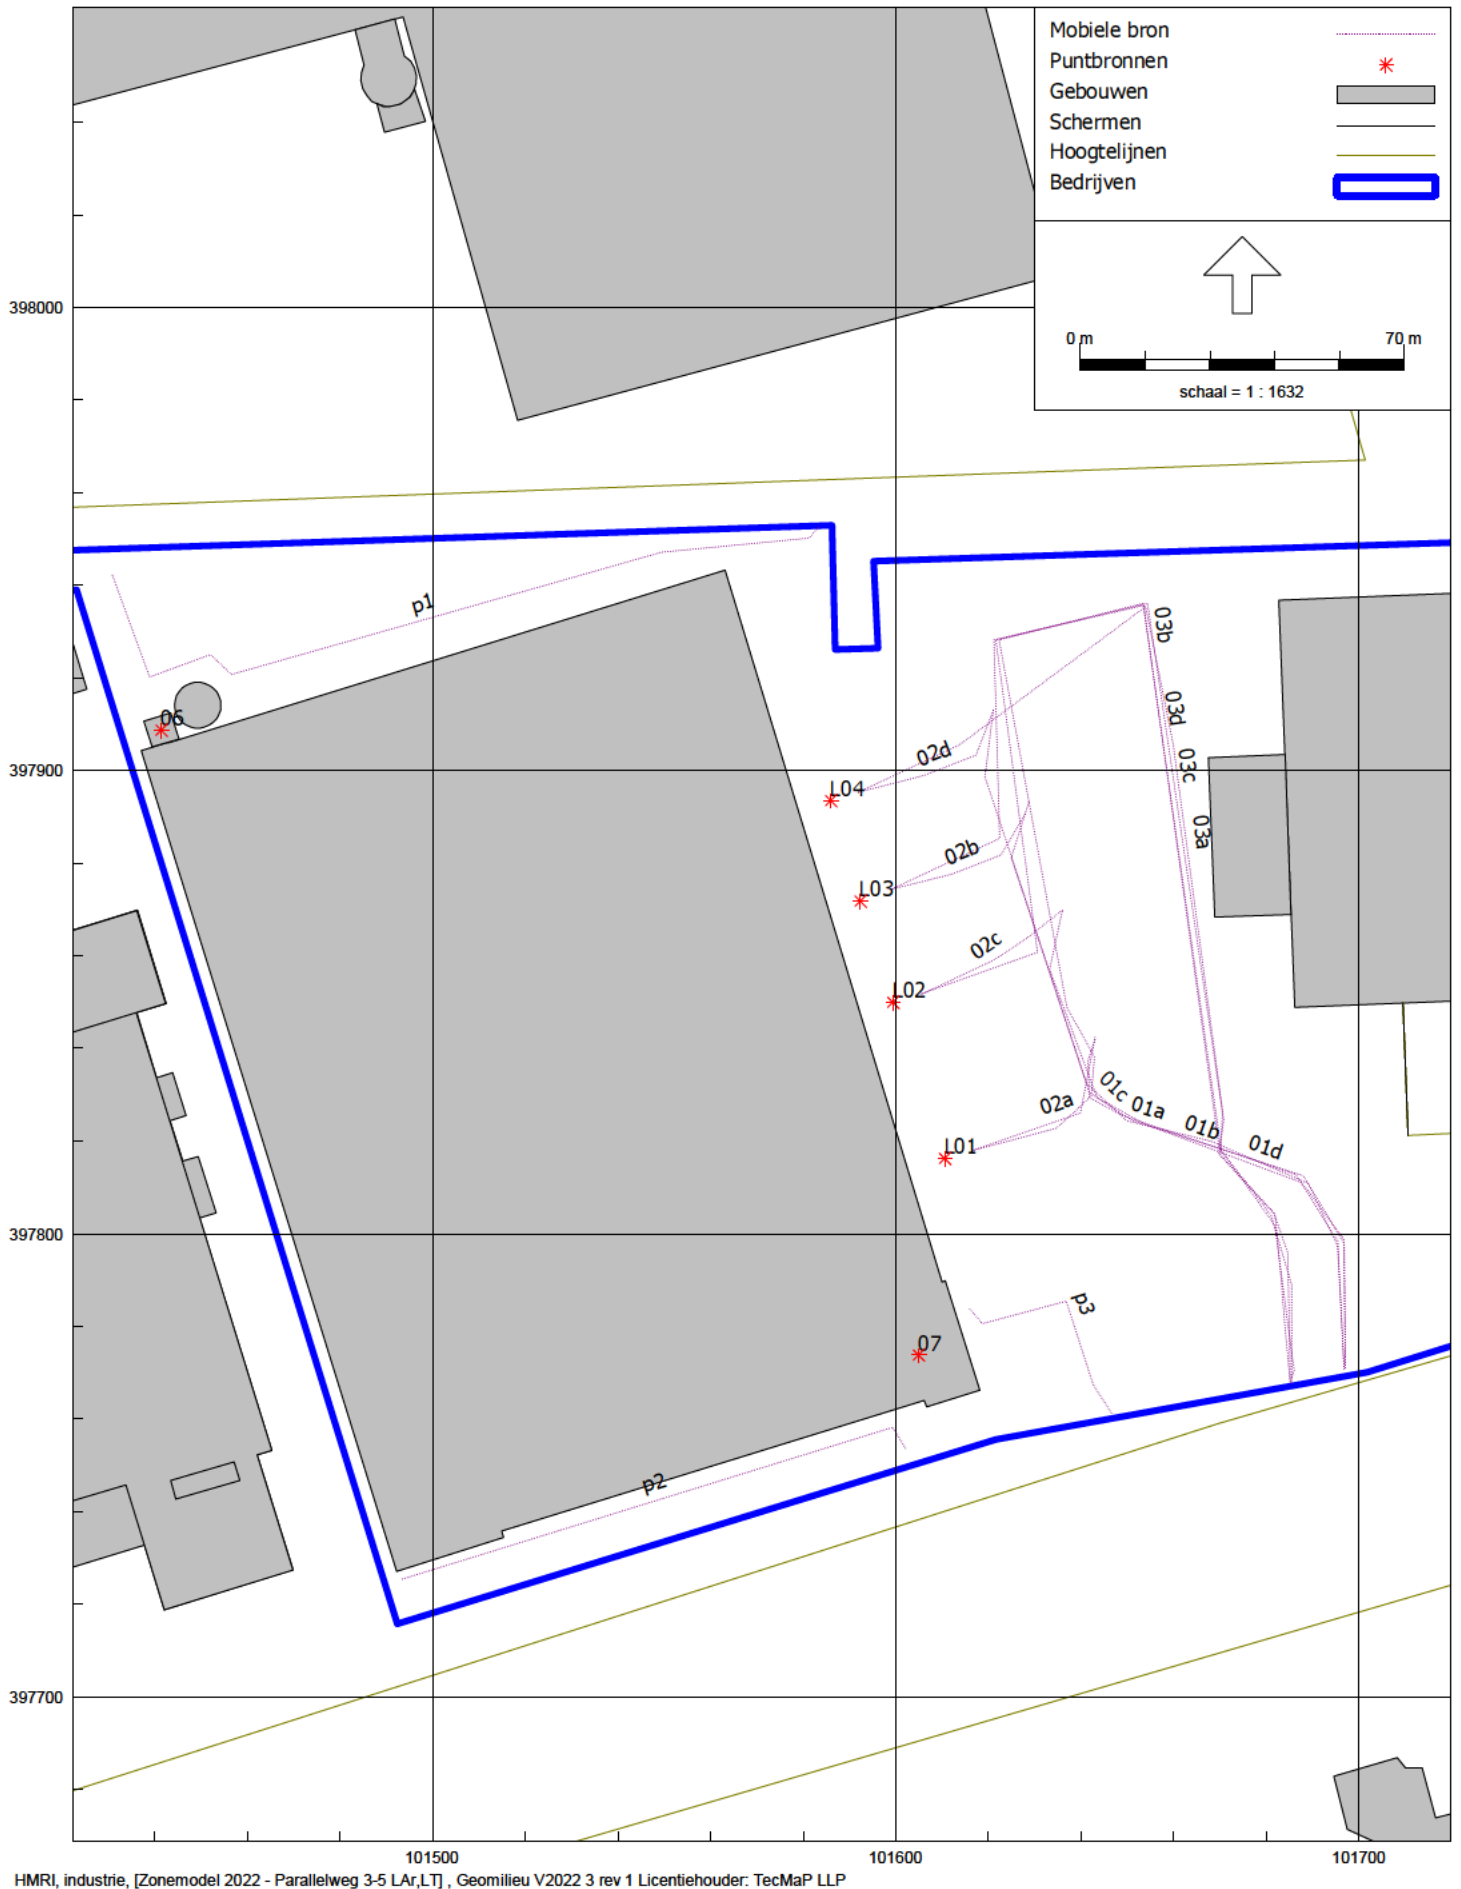 Mobiele bron
Puntbronnen
Gebouwen
Schermen
Hoogtelijnen
Bedrijven
0 m
70 m
schaal = 1 : 1632
398000
p1
03b
03d
06
02d
03c
397900
L04
03a
02b
L03
02c
L02
01c
02a
01a
01b
01d
L01
397800
p3
07
p2
397700
101500
101600
101700
HMRI, industrie, [Zonemodel 2022 - Parallelweg 3-5 LAr,LT] , Geomilieu V2022 3 rev 1 Licentiehouder: TecMaP LLP